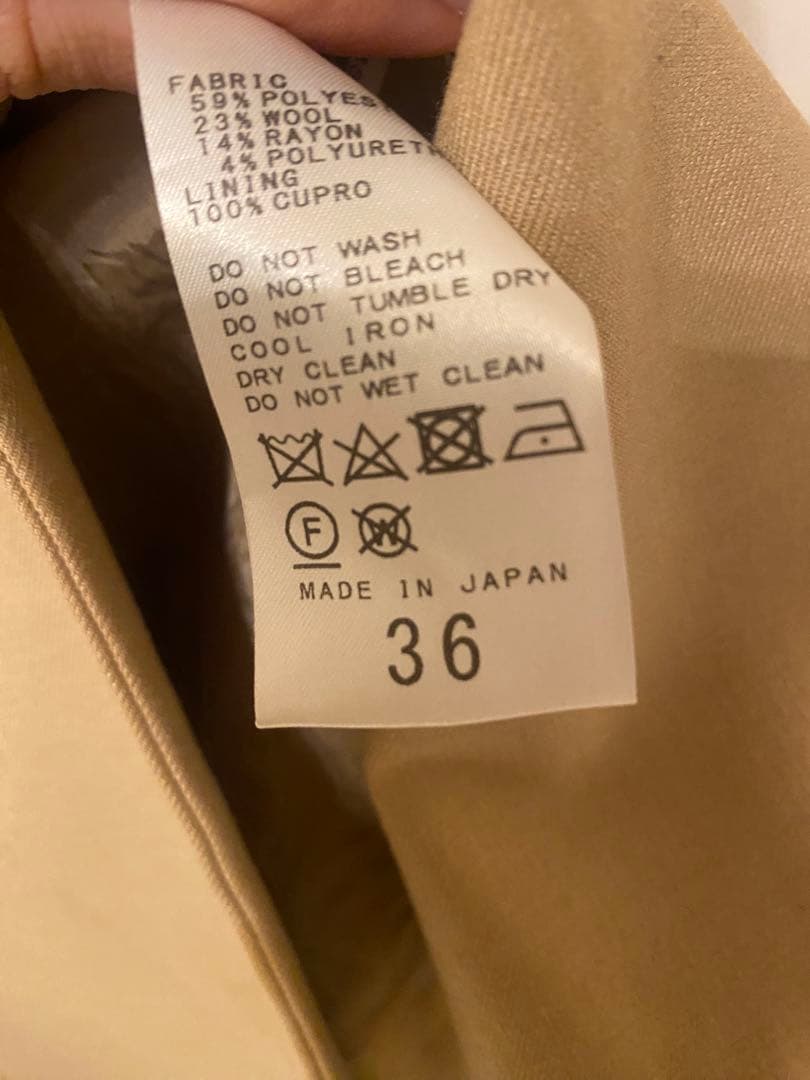 FABRIC
59% POLYES
23% WOOL
14% RAYON
4% POLYURET
LINING
100% CUPRO
DO NOT WASH
DO NOT BLEACH
DO NOT TUMBLE DRY
COOL IRON
DRY CLEAN
DO NOT WET CLEAN
F W
MADE IN JAPAN
36